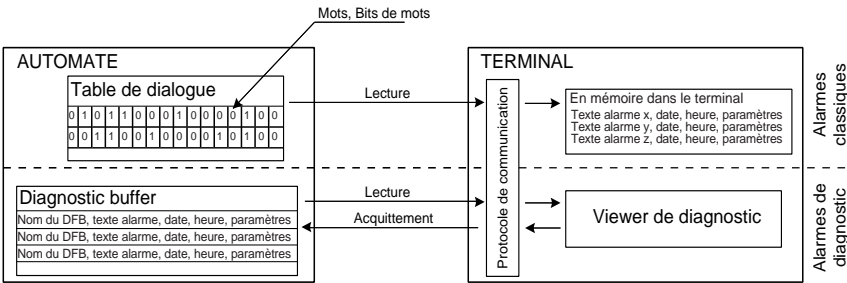 Mots, Bits de mots
AUTOMATE
Table de dialogue
0 1 0 1 1 0 0 0 1 0 0 0 0 1 0 0
0 0 1 1 0 0 1 0 0 0 0 1 0 1 0 0
Lecture
TERMINAL
Protocole de communication
En mémoire dans le terminal
Texte alarme x, date, heure, paramètres
Texte alarme y, date, heure, paramètres
Texte alarme z, date, heure, paramètres
Alarmes
classiques
Diagnostic buffer
Nom du DFB, texte alarme, date, heure, paramètres
Nom du DFB, texte alarme, date, heure, paramètres
Nom du DFB, texte alarme, date, heure, paramètres
Lecture
Acquittement
Viewer de diagnostic
Alarmes de
diagnostic